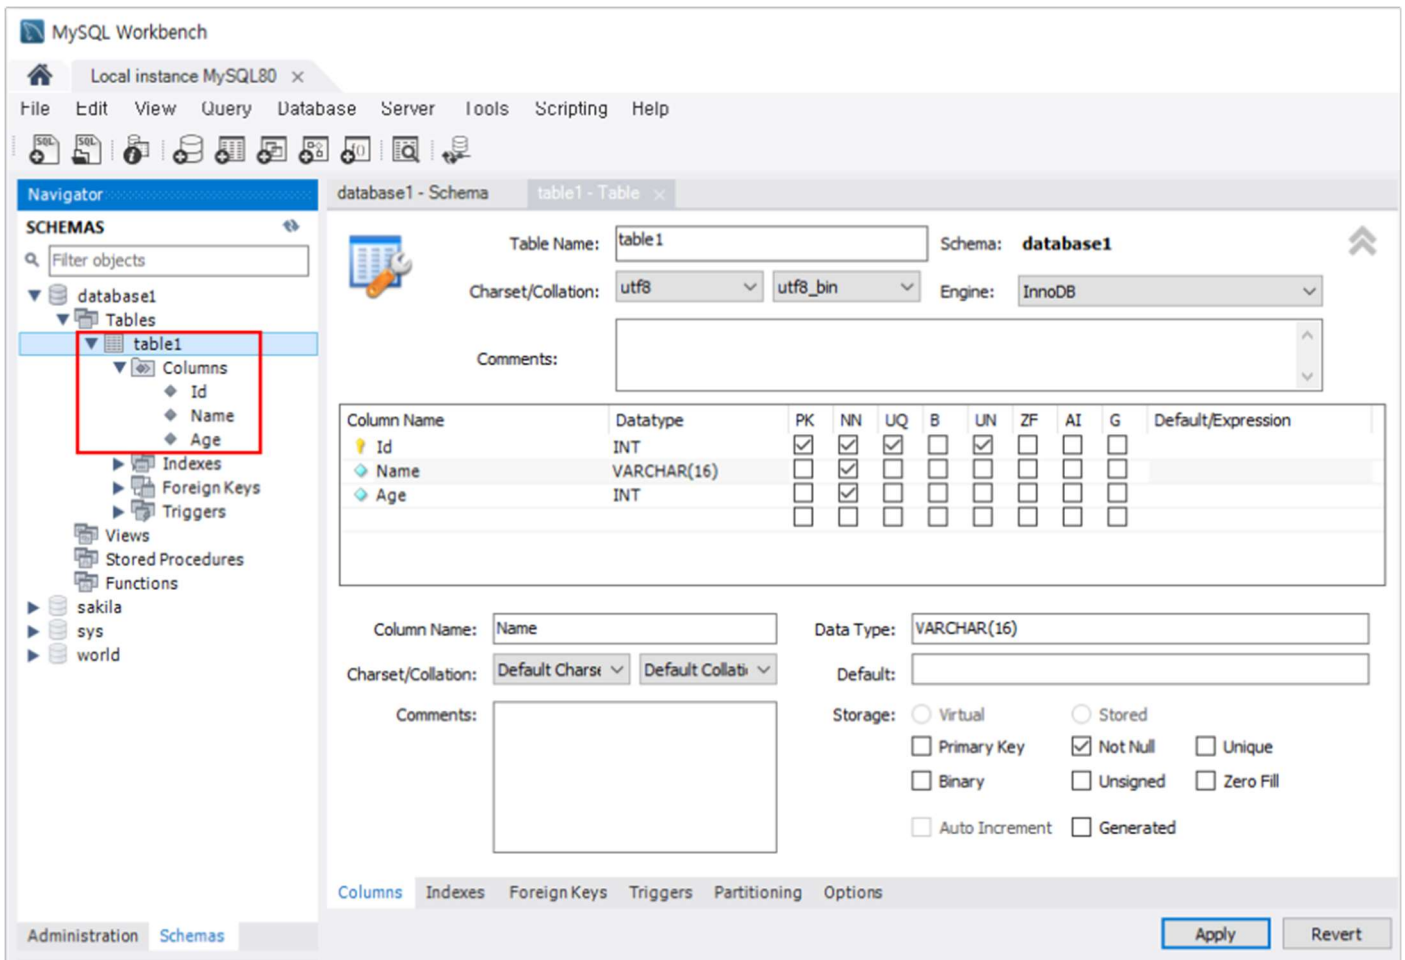 MySQL Workbench
Local instance MySQL80
File Edit View Query Database Server Tools Scripting Help
Navigator
SCHEMAS
Filter objects
database1
Tables
table1
Columns
Id
Name
Age
Indexes
Foreign Keys
Triggers
Views
Stored Procedures
Functions
sakila
sys
world
Administration Schemas
database1 - Schema table1 - Table
Table Name: table1 Schema: database1
Charset/Collation: utf8 utf8_bin Engine: InnoDB
Comments:
Column Name Datatype PK NN UQ B UN ZF AI G Default/Expression
Id INT
Name VARCHAR(16)
Age INT
Column Name: Name Data Type: VARCHAR(16)
Charset/Collation: Default Charse Default Collati Default:
Comments: Storage: Virtual Stored
Primary Key Not Null Unique
Binary Unsigned Zero Fill
Auto Increment Generated
Columns Indexes Foreign Keys Triggers Partitioning Options
Apply Revert